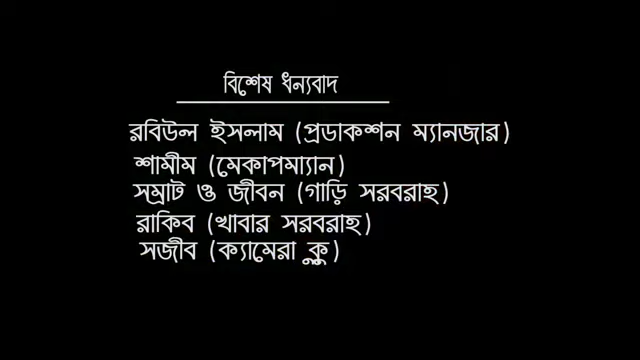 বিশেষ ধন্যবাদ
রবিউল ইসলাম (প্রডাকশন ম্যানজার)
শামীম (মেকাপম্যান)
সম্রাট ও জীবন (গাড়ি সরবরাহ)
রাকিব (খাবার সরবরাহ)
সজীব (ক্যামেরা ক্রু)